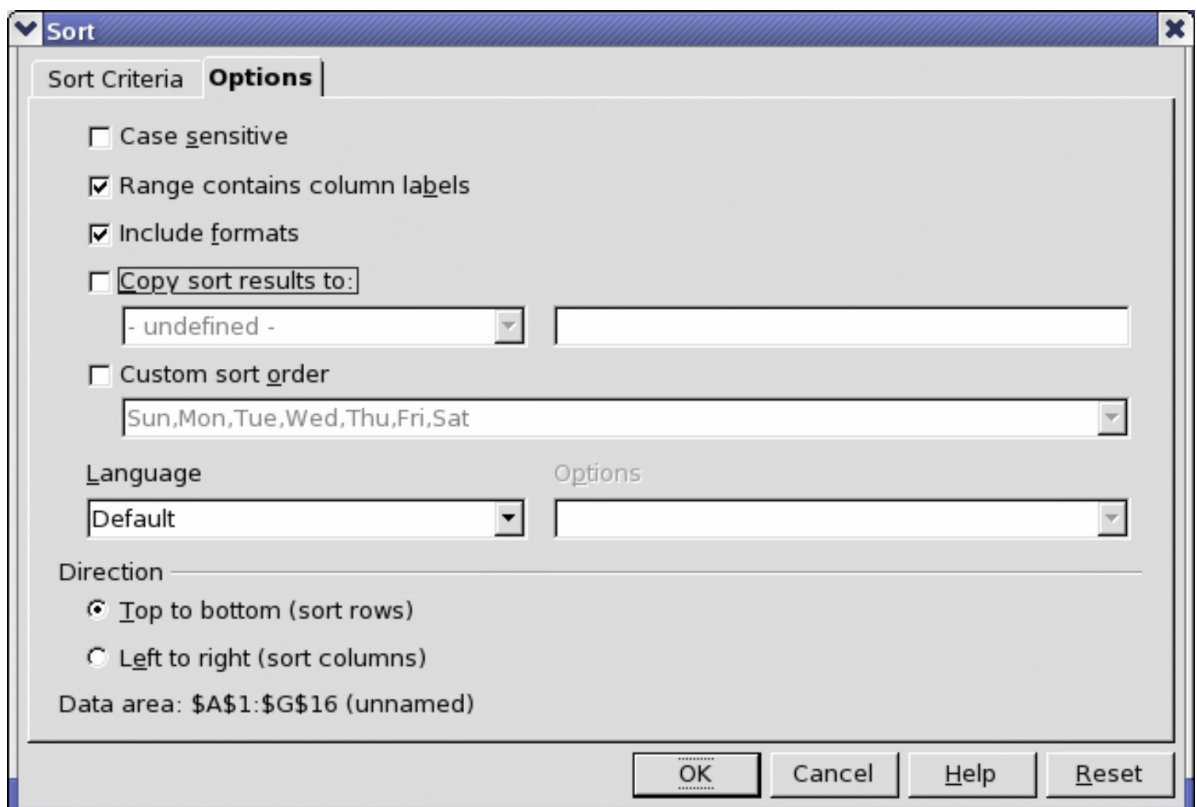 Sort
Sort Criteria Options
Case sensitive
Range contains column labels
Include formats
Copy sort results to:
- undefined -
Custom sort order
Sun,Mon,Tue,Wed,Thu,Fri,Sat
Language Options
Default
Direction
Top to bottom (sort rows)
Left to right (sort columns)
Data area: $A$1:$G$16 (unnamed)
OK Cancel Help Reset